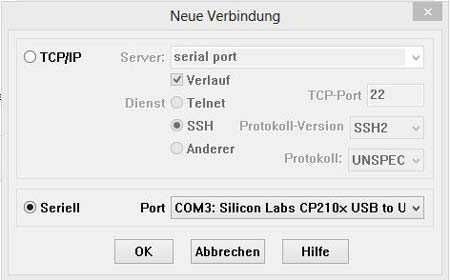 Neue Verbindung
TCP/IP Server: serial port
Verlauf
Dienst Telnet TCP-Port 22
SSH Protokoll-Version SSH2
Anderer Protokoll: UNSPEC
Seriell Port COM3: Silicon Labs CP210x USB to U
OK Abbrechen Hilfe